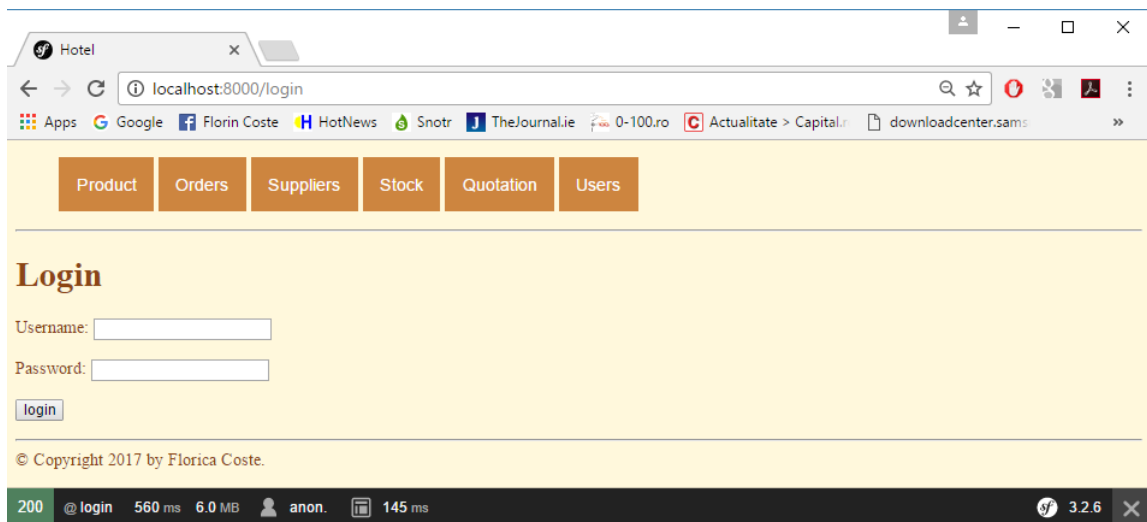 Hotel
localhost:8000/login
Apps Google Florin Coste HotNews Snotr TheJournal.ie 0-100.ro Actualitate > Capital.r downloadcenter.sams »
Product Orders Suppliers Stock Quotation Users
Login
Username:
Password:
login
© Copyright 2017 by Florica Coste.
200 @ login 560 ms 6.0 MB anon. 145 ms sf 3.2.6